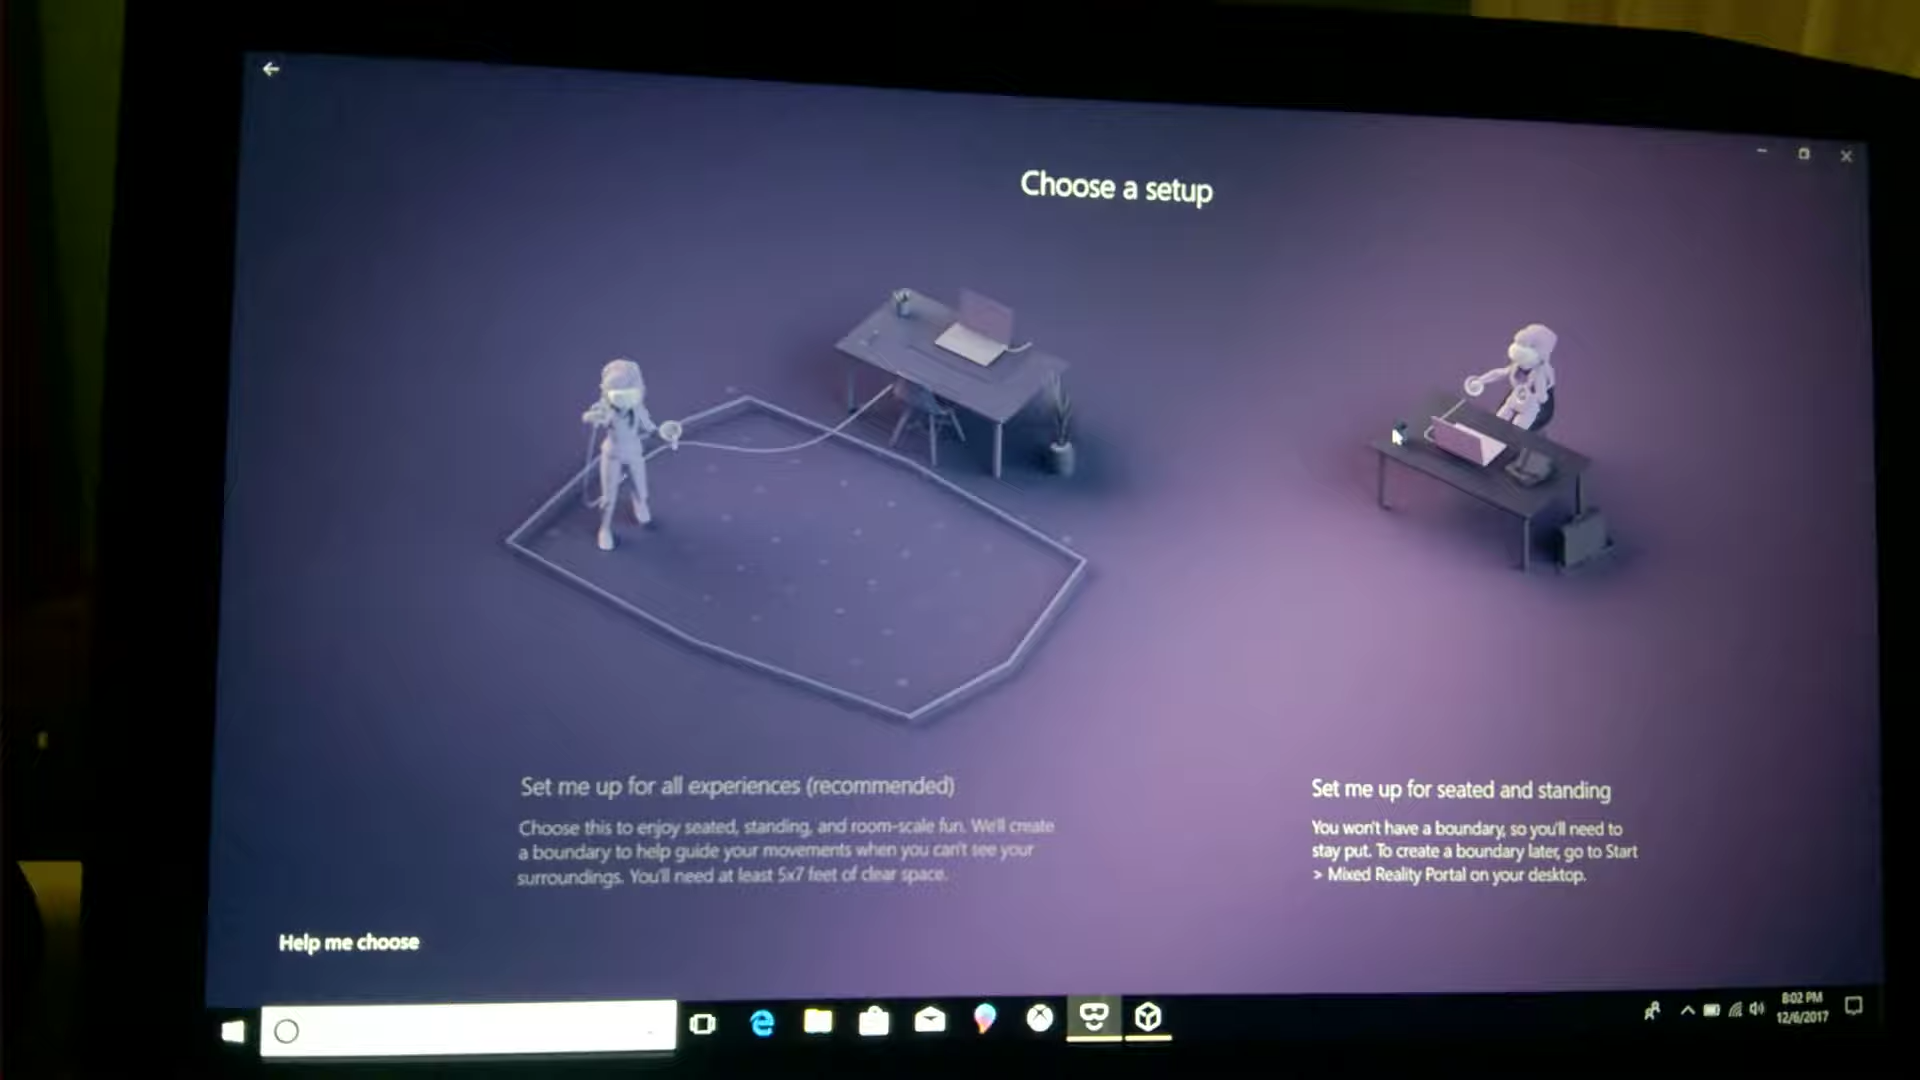 Choose a setup
Set me up for all experiences (recommended)
Choose this to enjoy seated, standing, and room-scale fun. We'll create
a boundary to help guide your movements when you can't see your
surroundings. You'll need at least 5x7 feet of clear space.
Set me up for seated and standing
You won't have a boundary, so you'll need to
stay put. To create a boundary later, go to Start
> Mixed Reality Portal on your desktop.
Help me choose
8:02 PM
12/6/2017